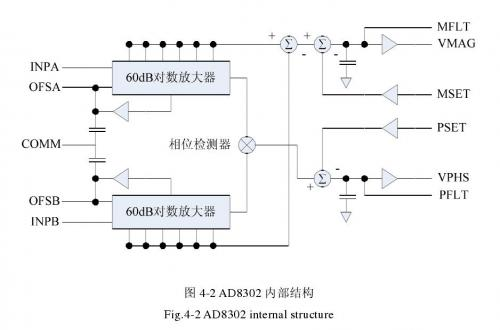 MFLT
+ + VMAG
Σ Σ
- -
INPA
60dB对数放大器
OFSA
MSET
PSET
COMM
相位检测器
-
Σ
+
VPHS
OFSB
60dB对数放大器
PFLT
INPB
图 4-2 AD8302 内部结构
Fig.4-2 AD8302 internal structure